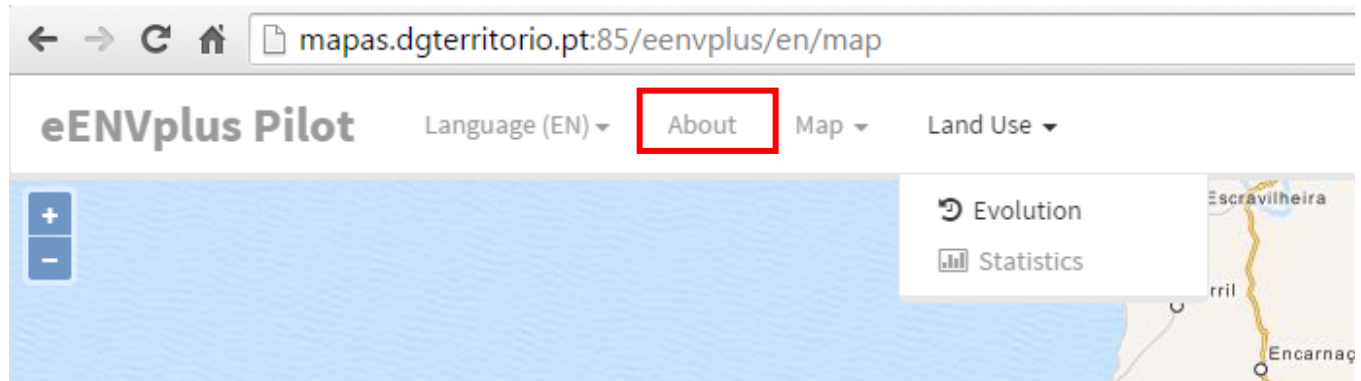 mapas.dgterritorio.pt:85/eenvplus/en/map
eENVplus Pilot Language (EN) About Map Land Use
+
−
Evolution
Statistics
Escravilheira
rril
Encarnaç